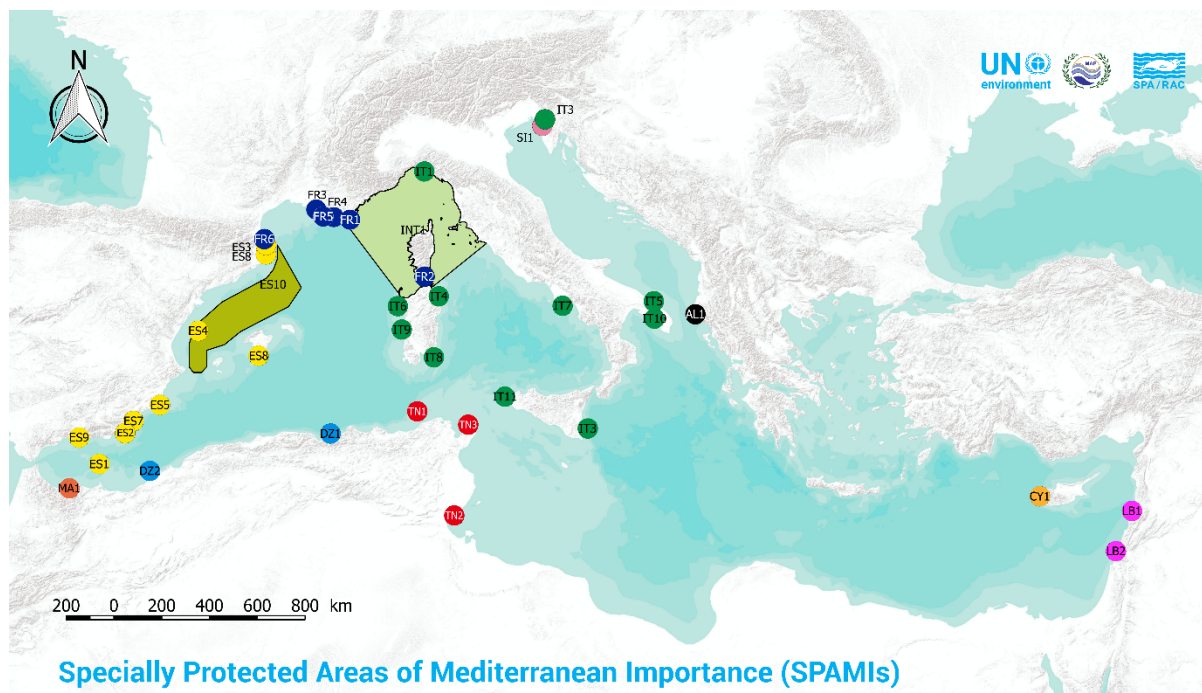 N
UN
environment
MAP
SPA/RAC
IT3
SI1
IT1
FR3
FR4
FR5
FR1
INT1
FR6
ES3
ES8
FR2
ES10
IT4
IT6
IT7
IT5
IT10
AL1
ES4
IT9
ES8
IT8
IT11
ES5
TN1
ES7
TN3
IT3
ES2
DZ1
ES9
ES1
DZ2
MA1
CY1
LB1
TN2
LB2
200 0 200 400 600 800 km
Specially Protected Areas of Mediterranean Importance (SPAMIs)